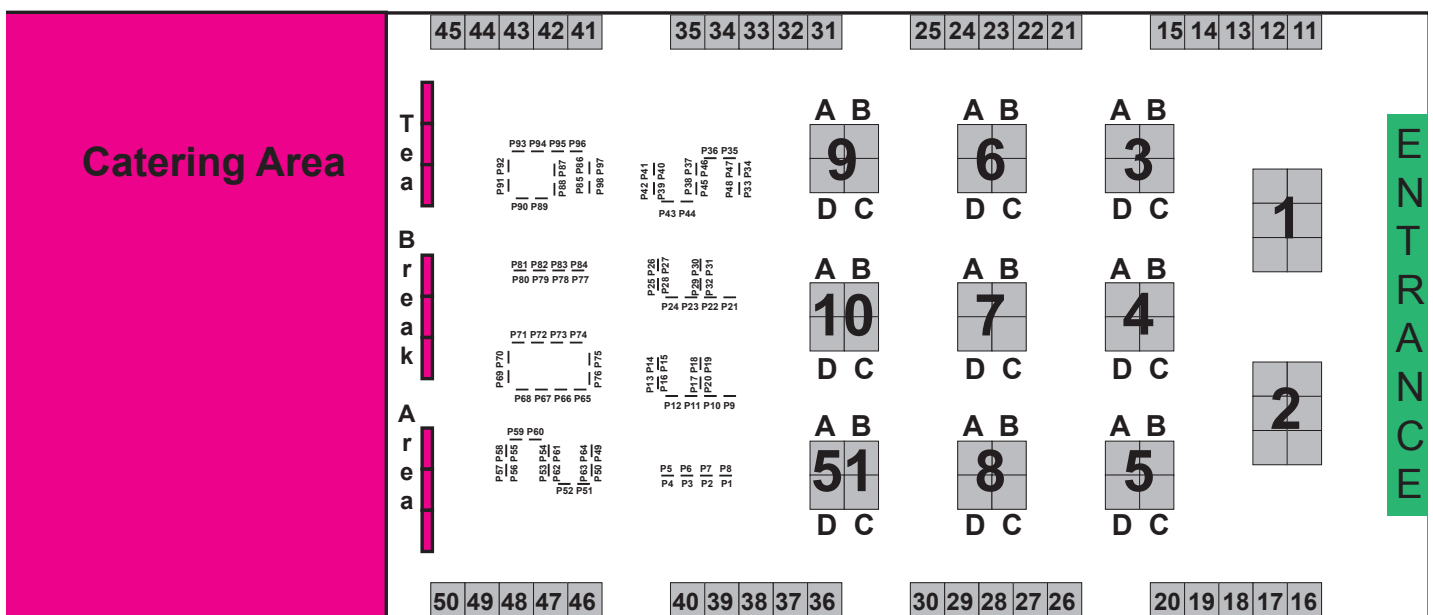 45 44 43 42 41
35 34 33 32 31
25 24 23 22 21
15 14 13 12 11
Catering Area
Tea Break Area
P93 P94 P95 P96
P91 P92
P88 P87
P85 P86
P98 P97
P90 P89
P81 P82 P83 P84
P80 P79 P78 P77
P71 P72 P73 P74
P69 P70
P76 P75
P68 P67 P66 P65
P59 P60
P57 P58
P56 P55
P53 P54
P62 P61
P63 P64
P50 P49
P52 P51
P36 P35
P42 P41
P39 P40
P38 P37
P45 P46
P48 P47
P33 P34
P43 P44
P25 P26
P28 P27
P29 P30
P32 P31
P24 P23 P22 P21
P13 P14
P16 P15
P17 P18
P20 P19
P12 P11 P10 P9
P5 P6 P7 P8
P4 P3 P2 P1
A B
9
D C
A B
6
D C
A B
3
D C
A B
10
D C
A B
7
D C
A B
4
D C
A B
51
D C
A B
8
D C
A B
5
D C
1
2
ENTRANCE
50 49 48 47 46
40 39 38 37 36
30 29 28 27 26
20 19 18 17 16